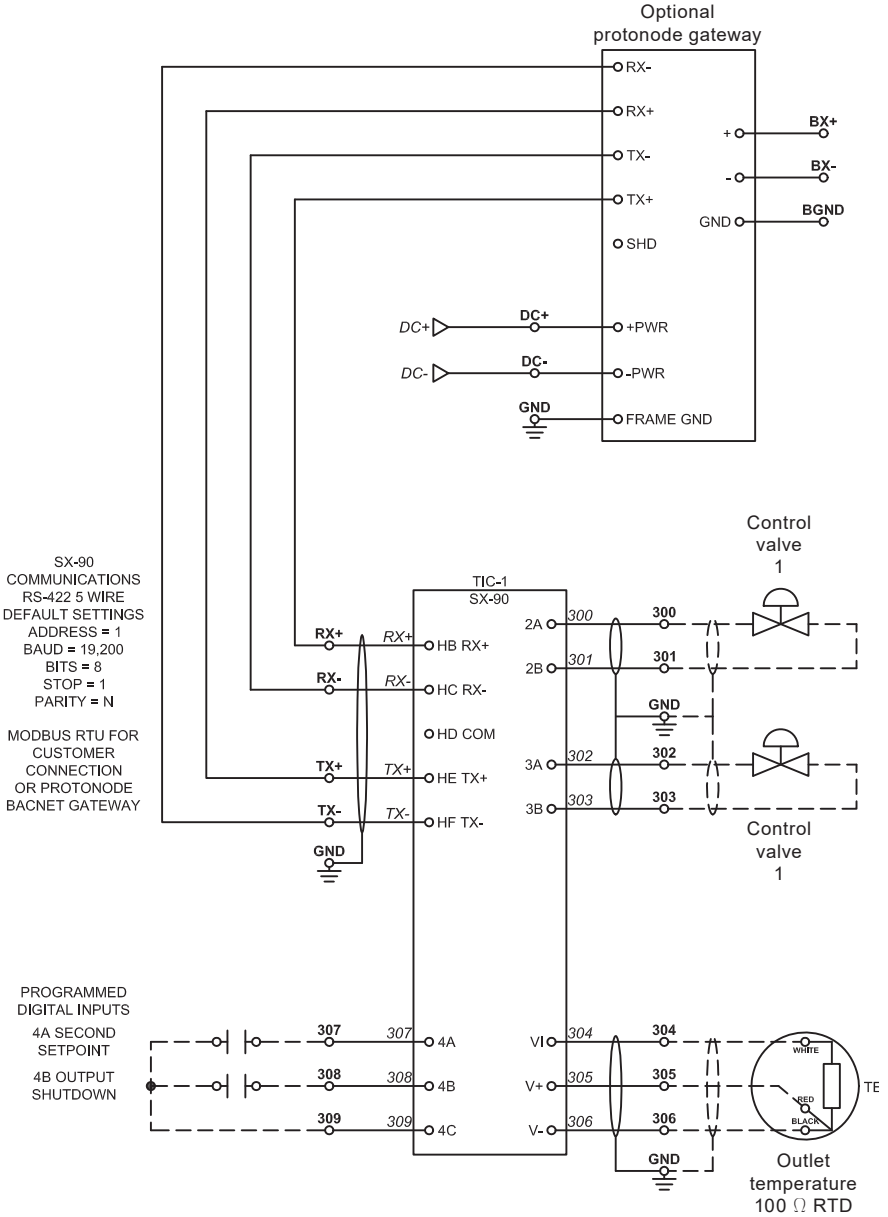 Optional
protonode gateway
RX-
RX+
TX-
TX+
SHD
+PWR
-PWR
FRAME GND
+
-
GND
BX+
BX-
BGND
DC+
DC+
DC-
DC-
GND
SX-90
COMMUNICATIONS
RS-422 5 WIRE
DEFAULT SETTINGS
ADDRESS = 1
BAUD = 19,200
BITS = 8
STOP = 1
PARITY = N
MODBUS RTU FOR
CUSTOMER
CONNECTION
OR PROTONODE
BACNET GATEWAY
TIC-1
SX-90
RX+
RX+
HB RX+
RX-
RX-
HC RX-
HD COM
TX+
TX+
HE TX+
TX-
TX-
HF TX-
GND
2A
300
300
2B
301
301
GND
3A
302
302
3B
303
303
Control
valve
1
Control
valve
1
PROGRAMMED
DIGITAL INPUTS
4A SECOND
SETPOINT
4B OUTPUT
SHUTDOWN
307
307
4A
308
308
4B
309
309
4C
VI
304
304
V+
305
305
V-
306
306
GND
WHITE
RED
BLACK
TE
Outlet
temperature
100 Ω RTD